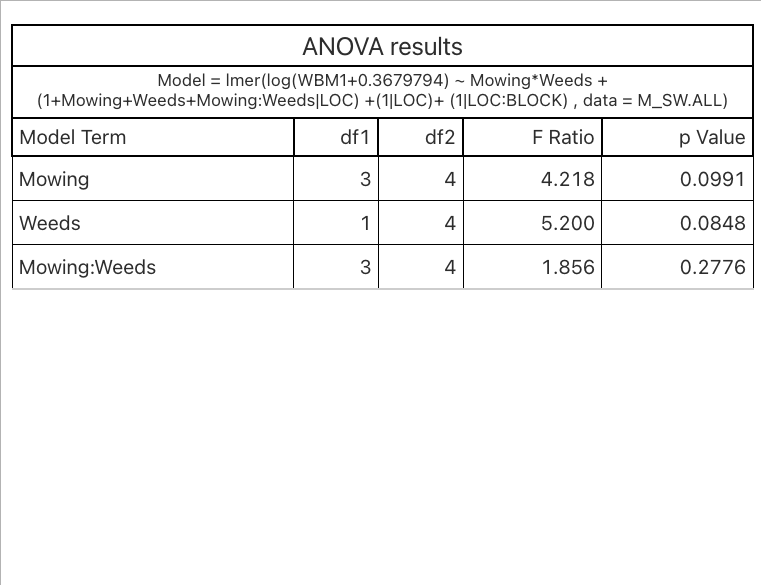 ANOVA results
Model = lmer(log(WBM1+0.3679794) ~ Mowing*Weeds +
(1+Mowing+Weeds+Mowing:Weeds|LOC) +(1|LOC)+ (1|LOC:BLOCK) , data = M_SW.ALL)
Model Term df1 df2 F Ratio p Value
Mowing 3 4 4.218 0.0991
Weeds 1 4 5.200 0.0848
Mowing:Weeds 3 4 1.856 0.2776